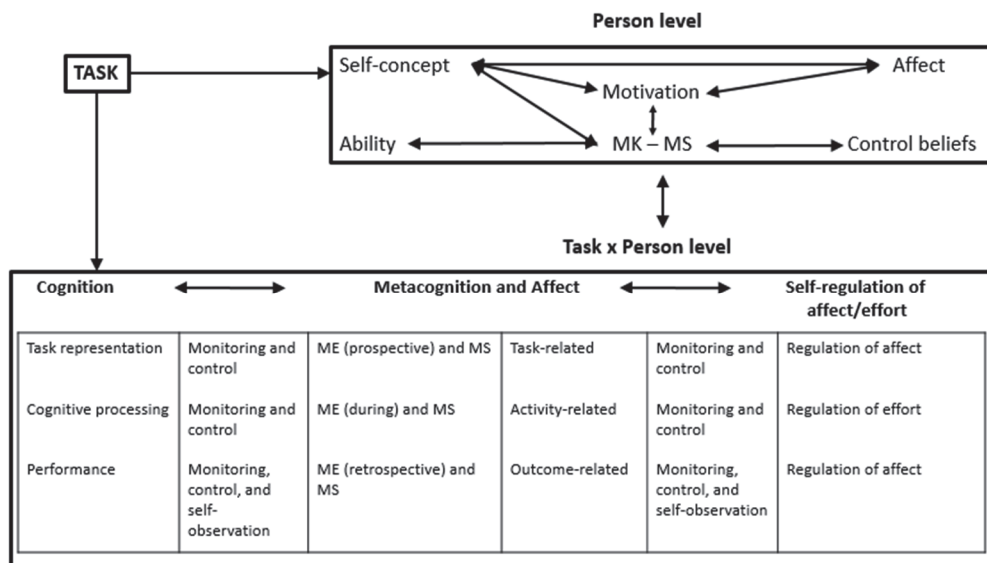 Person level
TASK
Self-concept
Affect
Motivation
Ability
MK – MS
Control beliefs
Task x Person level
Cognition
Metacognition and Affect
Self-regulation of
affect/effort
Task representation
Monitoring and
control
ME (prospective) and MS
Task-related
Monitoring and
control
Regulation of affect
Cognitive processing
Monitoring and
control
ME (during) and MS
Activity-related
Monitoring and
control
Regulation of effort
Performance
Monitoring,
control, and
self-
observation
ME (retrospective) and
MS
Outcome-related
Monitoring,
control, and
self-observation
Regulation of affect